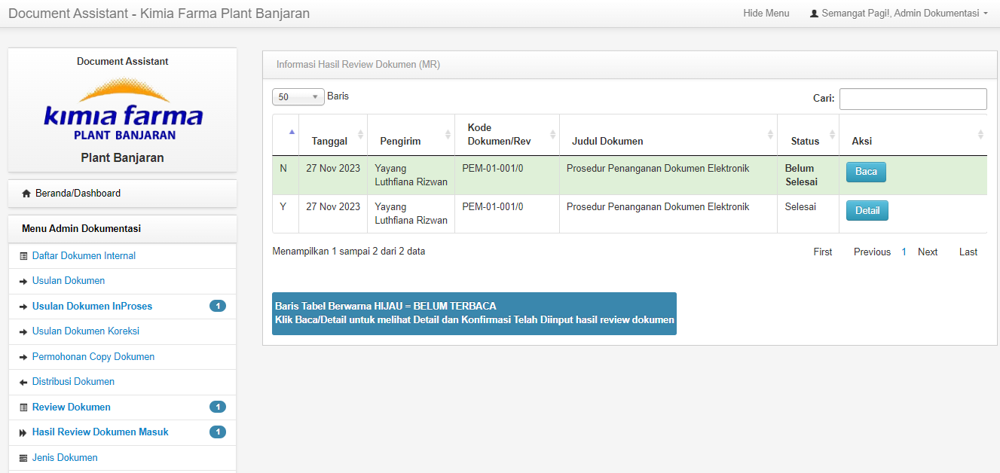 Document Assistant - Kimia Farma Plant Banjaran
Hide Menu
Semangat Pagi!, Admin Dokumentasi
Document Assistant
kimia farma
PLANT BANJARAN
Plant Banjaran
Beranda/Dashboard
Menu Admin Dokumentasi
Daftar Dokumen Internal
Usulan Dokumen
Usulan Dokumen InProses 1
Usulan Dokumen Koreksi
Permohonan Copy Dokumen
Distribusi Dokumen
Review Dokumen 1
Hasil Review Dokumen Masuk 1
Jenis Dokumen
Informasi Hasil Review Dokumen (MR)
50 Baris
Cari:
Tanggal Pengirim Kode Dokumen/Rev Judul Dokumen Status Aksi
N 27 Nov 2023 Yayang Luthfiana Rizwan PEM-01-001/0 Prosedur Penanganan Dokumen Elektronik Belum Selesai Baca
Y 27 Nov 2023 Yayang Luthfiana Rizwan PEM-01-001/0 Prosedur Penanganan Dokumen Elektronik Selesai Detail
Menampilkan 1 sampai 2 dari 2 data
First Previous 1 Next Last
Baris Tabel Berwarna HIJAU = BELUM TERBACA
Klik Baca/Detail untuk melihat Detail dan Konfirmasi Telah Diinput hasil review dokumen